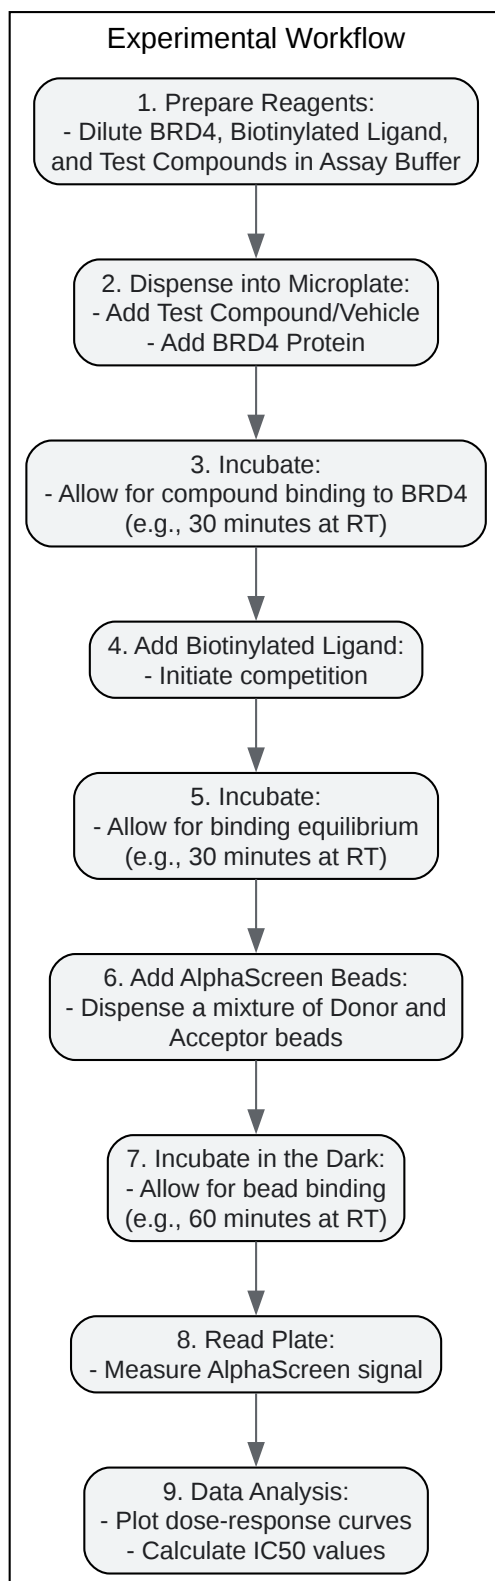 Experimental Workflow
1. Prepare Reagents:
- Dilute BRD4, Biotinylated Ligand,
and Test Compounds in Assay Buffer
2. Dispense into Microplate:
- Add Test Compound/Vehicle
- Add BRD4 Protein
3. Incubate:
- Allow for compound binding to BRD4
(e.g., 30 minutes at RT)
4. Add Biotinylated Ligand:
- Initiate competition
5. Incubate:
- Allow for binding equilibrium
(e.g., 30 minutes at RT)
6. Add AlphaScreen Beads:
- Dispense a mixture of Donor and
Acceptor beads
7. Incubate in the Dark:
- Allow for bead binding
(e.g., 60 minutes at RT)
8. Read Plate:
- Measure AlphaScreen signal
9. Data Analysis:
- Plot dose-response curves
- Calculate IC50 values